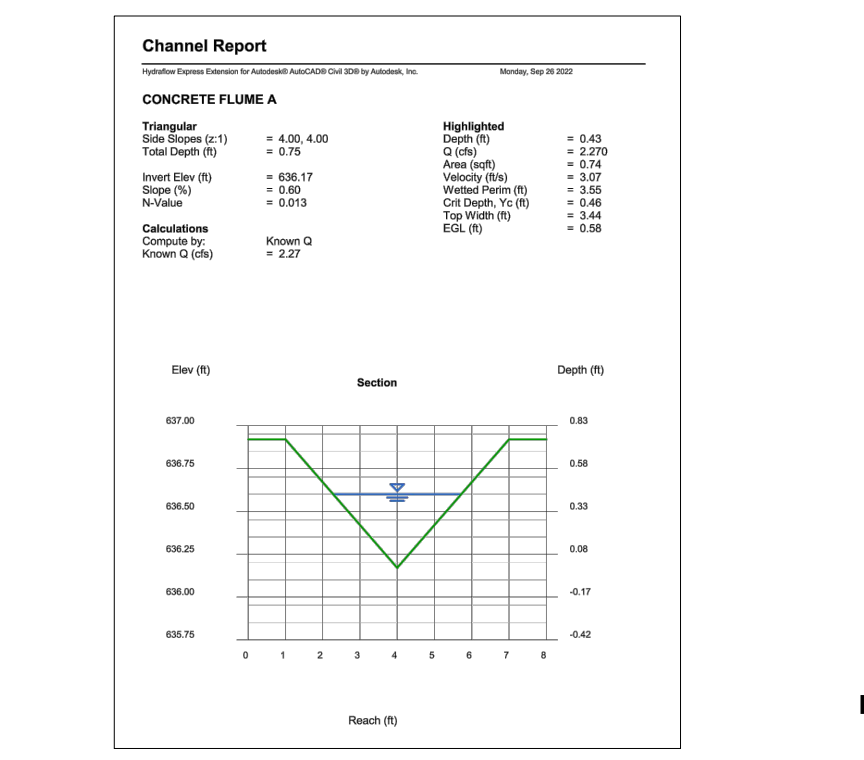 Channel Report
Hydraflow Express Extension for Autodesk® AutoCAD® Civil 3D® by Autodesk, Inc. Monday, Sep 26 2022
CONCRETE FLUME A
Triangular
Side Slopes (z:1) = 4.00, 4.00
Total Depth (ft) = 0.75
Invert Elev (ft) = 636.17
Slope (%) = 0.60
N-Value = 0.013
Calculations
Compute by: Known Q
Known Q (cfs) = 2.27
Highlighted
Depth (ft) = 0.43
Q (cfs) = 2.270
Area (sqft) = 0.74
Velocity (ft/s) = 3.07
Wetted Perim (ft) = 3.55
Crit Depth, Yc (ft) = 0.46
Top Width (ft) = 3.44
EGL (ft) = 0.58
Elev (ft) Depth (ft)
Section
637.00 0.83
636.75 0.58
636.50 0.33
636.25 0.08
636.00 -0.17
635.75 -0.42
0 1 2 3 4 5 6 7 8
Reach (ft)